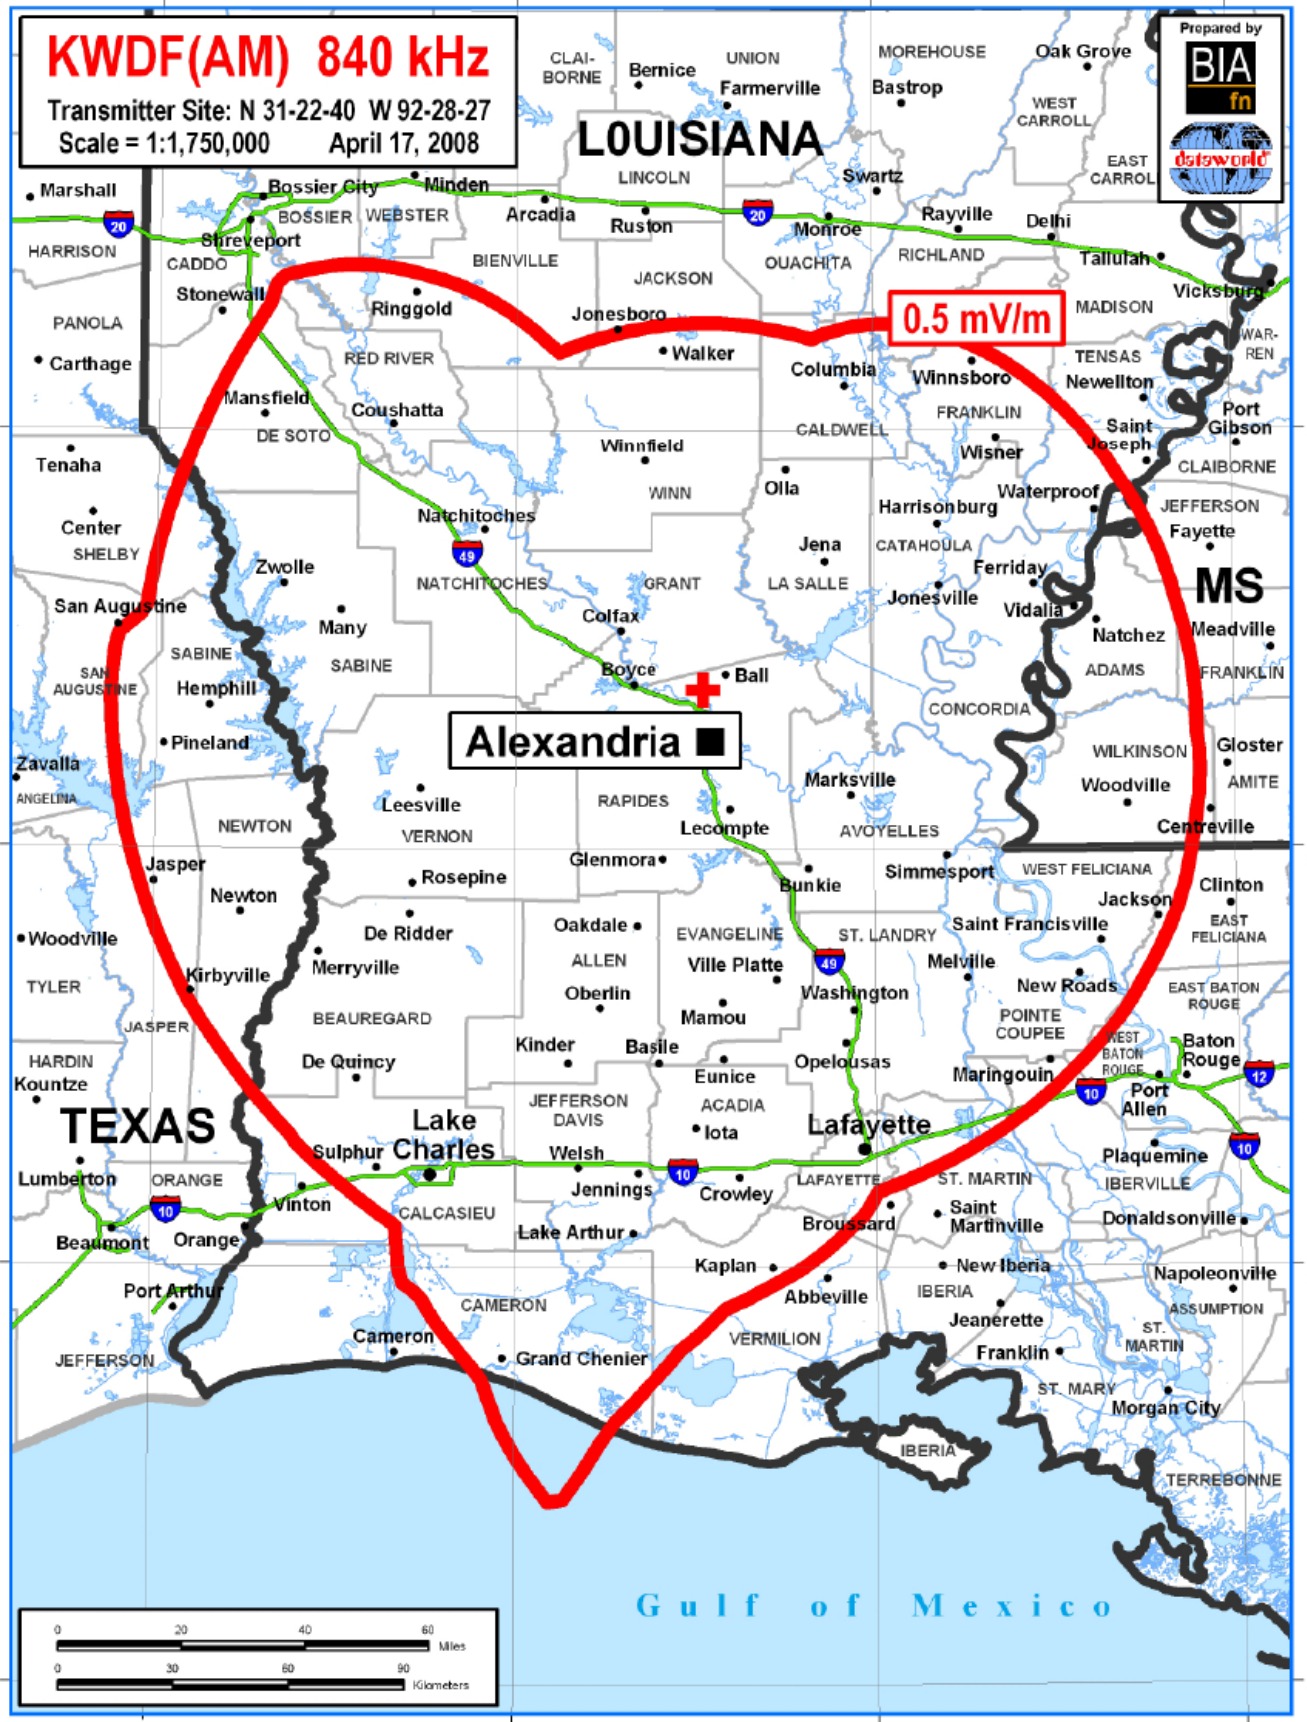 KWDF(AM) 840 kHz
Transmitter Site: N 31-22-40 W 92-28-27
Scale = 1:1,750,000 April 17, 2008
Prepared by
BIA
fn
dataworld
CLAI-
BORNE
Bernice
UNION
Farmerville
MOREHOUSE
Bastrop
Oak Grove
WEST
CARROLL
EAST
CARROL
L0UISIANA
LINCOLN
Swartz
Marshall
20
HARRISON
Bossier City
BOSSIER
Shreveport
CADDO
Stonewall
WEBSTER
Minden
Arcadia
Ruston
20
Monroe
Rayville
Delhi
RICHLAND
OUACHITA
Tallulah
Vicksburg
BIENVILLE
JACKSON
Ringgold
Jonesboro
Walker
0.5 mV/m
MADISON
WAR-
REN
PANOLA
Carthage
RED RIVER
Mansfield
DE SOTO
Coushatta
Columbia
Winnsboro
TENSAS
Newellton
FRANKLIN
CALDWELL
Wisner
Saint
Joseph
Port
Gibson
CLAIBORNE
Tenaha
Center
SHELBY
Winnfield
WINN
Olla
Harrisonburg
Waterproof
JEFFERSON
Fayette
Natchitoches
49
NATCHITOCHES
Zwolle
Many
SABINE
Jena
CATAHOULA
LA SALLE
GRANT
Colfax
Ferriday
Jonesville
Vidalia
Natchez
MS
Meadville
FRANKLIN
ADAMS
San Augustine
SAN
AUGUSTINE
SABINE
Hemphill
Pineland
Boyce
Ball
Alexandria
CONCORDIA
WILKINSON
Woodville
Gloster
AMITE
Centreville
Zavalla
ANGELINA
NEWTON
Leesville
VERNON
RAPIDES
Lecompte
Marksville
AVOYELLES
Glenmora
Bunkie
Simmesport
WEST FELICIANA
Jasper
Newton
Rosepine
De Ridder
Merryville
Kirbyville
Woodville
TYLER
JASPER
Oakdale
ALLEN
Oberlin
EVANGELINE
Ville Platte
Mamou
ST. LANDRY
49
Washington
Melville
Saint Francisville
Jackson
Clinton
EAST
FELICIANA
New Roads
POINTE
COUPEE
EAST BATON
ROUGE
BEAUREGARD
De Quincy
Kinder
Basile
Eunice
Opelousas
Maringouin
WEST
BATON
ROUGE
Baton
Rouge
12
10
Port
Allen
HARDIN
Kountze
TEXAS
JEFFERSON
DAVIS
ACADIA
Iota
Lafayette
Lake
Charles
Sulphur
Welsh
Jennings
10
Crowley
LAFAYETTE
ST. MARTIN
Plaquemine
10
IBERVILLE
Lumberton
ORANGE
10
Vinton
Beaumont
Orange
CALCASIEU
Lake Arthur
Broussard
Saint
Martinville
Donaldsonville
Kaplan
Abbeville
New Iberia
IBERIA
Jeanerette
Napoleonville
ASSUMPTION
Port Arthur
JEFFERSON
CAMERON
Cameron
Grand Chenier
VERMILION
Franklin
ST.
MARTIN
ST. MARY
Morgan City
IBERIA
TERREBONNE
Gulf of Mexico
0 20 40 60
Miles
0 30 60 90
Kilometers